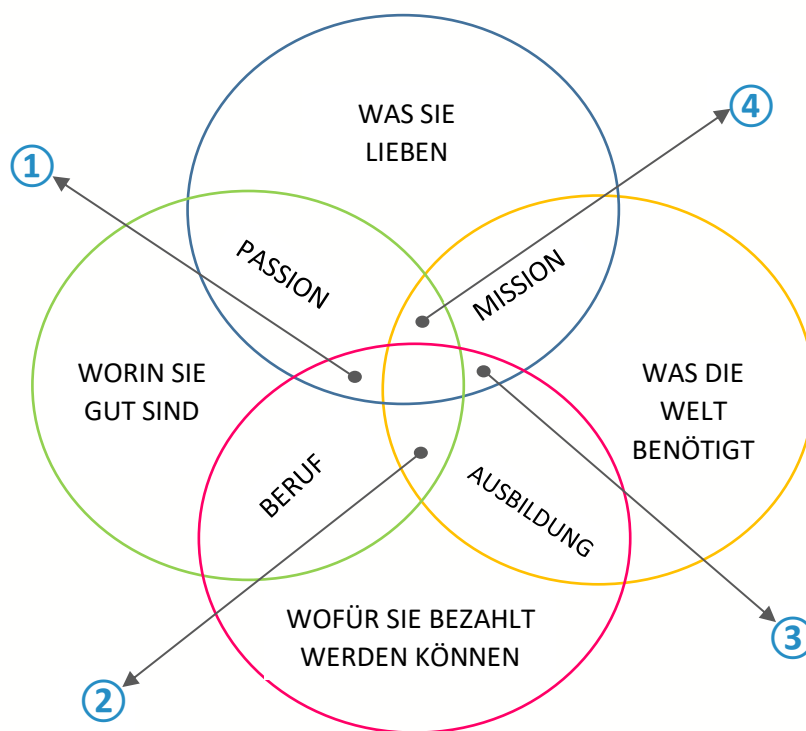 WAS SIE
LIEBEN
4
1
PASSION
MISSION
WORIN SIE
GUT SIND
WAS DIE
WELT
BENÖTIGT
BERUF
AUSBILDUNG
WOFÜR SIE BEZAHLT
WERDEN KÖNNEN
3
2